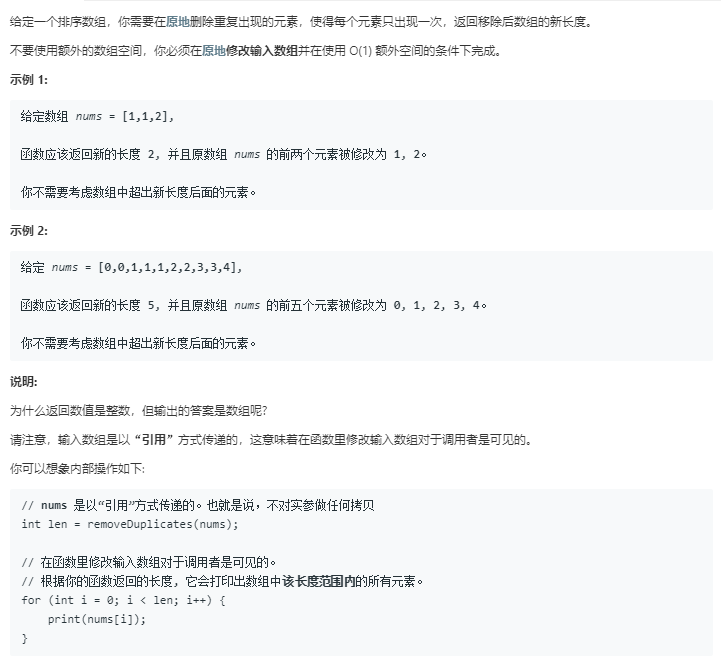 给定一个排序数组，你需要在原地删除重复出现的元素，使得每个元素只出现一次，返回移除后数组的新长度。
不要使用额外的数组空间，你必须在原地修改输入数组并在使用 O(1) 额外空间的条件下完成。
示例 1:
给定数组 nums = [1,1,2],
函数应该返回新的长度 2, 并且原数组 nums 的前两个元素被修改为 1, 2。
你不需要考虑数组中超出新长度后面的元素。
示例 2:
给定 nums = [0,0,1,1,1,2,2,3,3,4],
函数应该返回新的长度 5, 并且原数组 nums 的前五个元素被修改为 0, 1, 2, 3, 4。
你不需要考虑数组中超出新长度后面的元素。
说明:
为什么返回数值是整数，但输出的答案是数组呢?
请注意，输入数组是以“引用”方式传递的，这意味着在函数里修改输入数组对于调用者是可见的。
你可以想象内部操作如下:
// nums 是以“引用”方式传递的。也就是说，不对实参做任何拷贝
int len = removeDuplicates(nums);
// 在函数里修改输入数组对于调用者是可见的。
// 根据你的函数返回的长度, 它会打印出数组中该长度范围内的所有元素。
for (int i = 0; i < len; i++) {
    print(nums[i]);
}